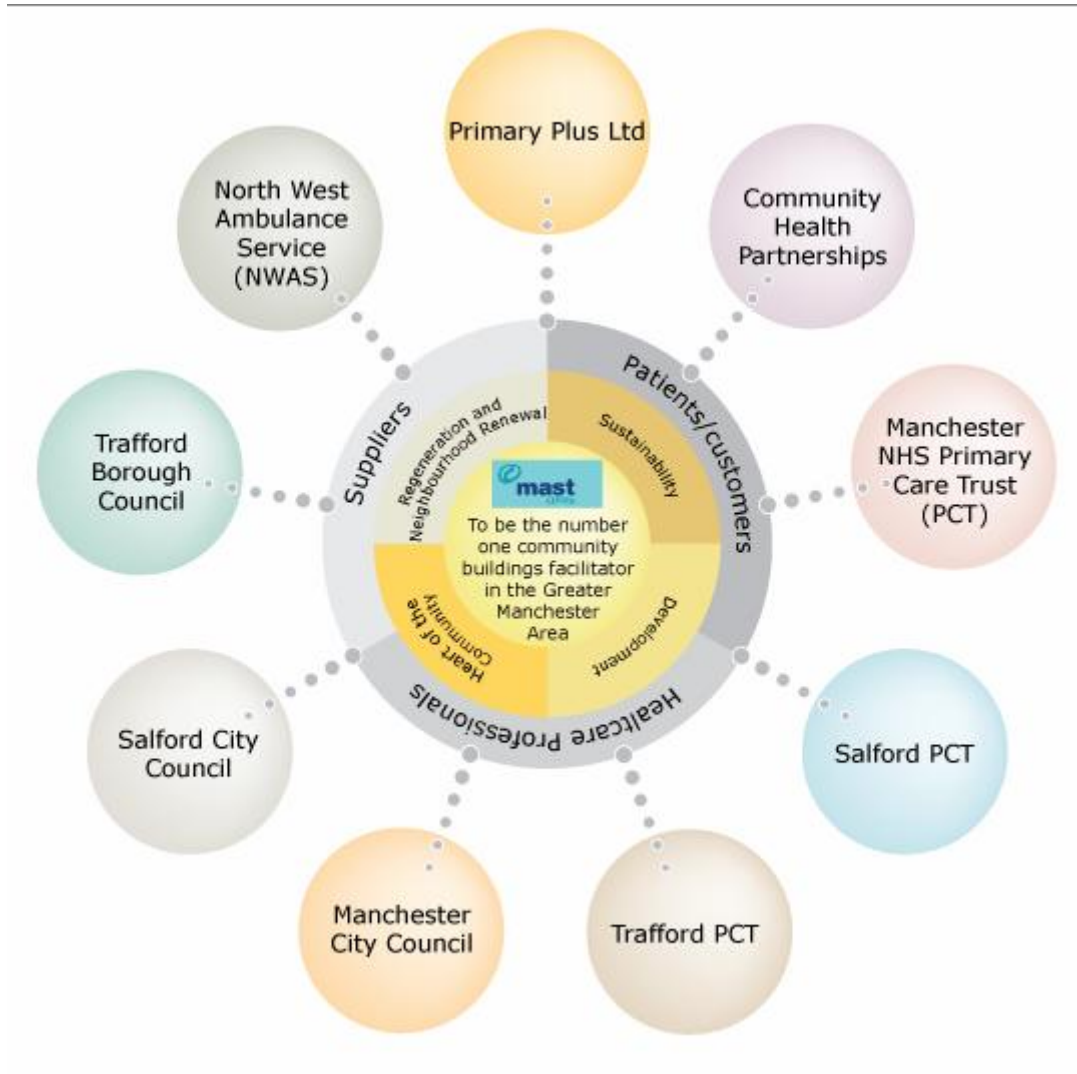 Primary Plus Ltd
North West
Ambulance
Service
(NWAS)
Community
Health
Partnerships
Trafford
Borough
Council
Manchester
NHS Primary
Care Trust
(PCT)
Suppliers
Patients/customers
Healtcare Professionals
Regeneration and
Neighbourhood Renewal
Sustainability
Heart of the
Community
Development
mast
To be the number
one community
buildings facilitator
in the Greater
Manchester
Area
Salford City
Council
Salford PCT
Manchester
City Council
Trafford PCT